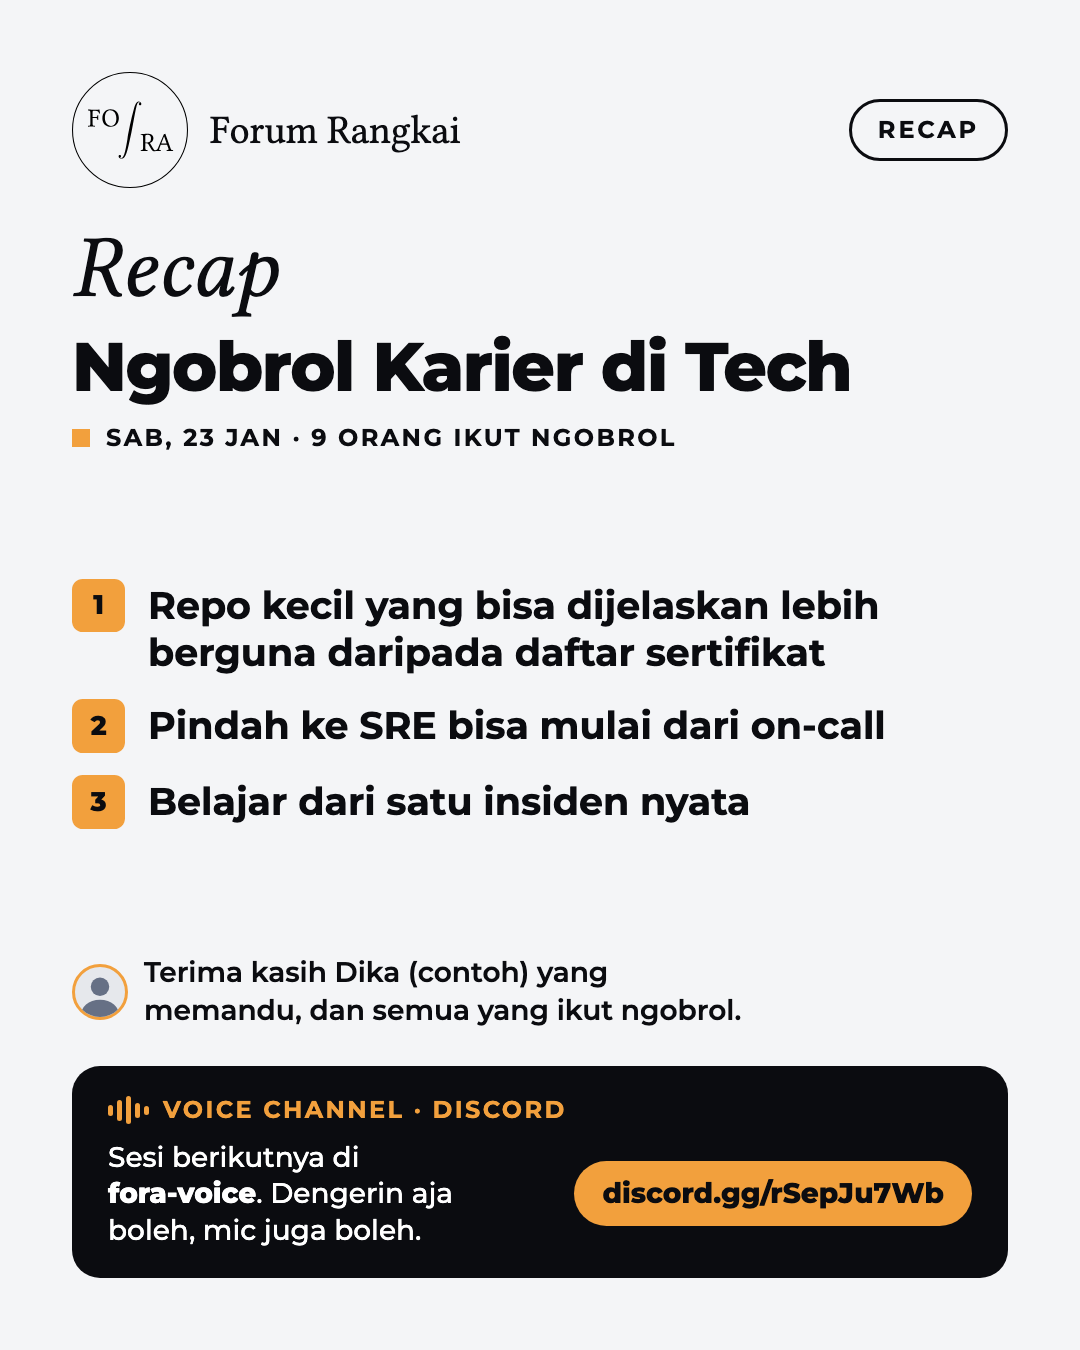 FO
RA
Forum Rangkai
RECAP
Recap
Ngobrol Karier di Tech
SAB, 23 JAN · 9 ORANG IKUT NGOBROL
1
Repo kecil yang bisa dijelaskan lebih
berguna daripada daftar sertifikat
2
Pindah ke SRE bisa mulai dari on-call
3
Belajar dari satu insiden nyata
Terima kasih Dika (contoh) yang
memandu, dan semua yang ikut ngobrol.
VOICE CHANNEL · DISCORD
Sesi berikutnya di
fora-voice. Dengerin aja
boleh, mic juga boleh.
discord.gg/rSepJu7Wb